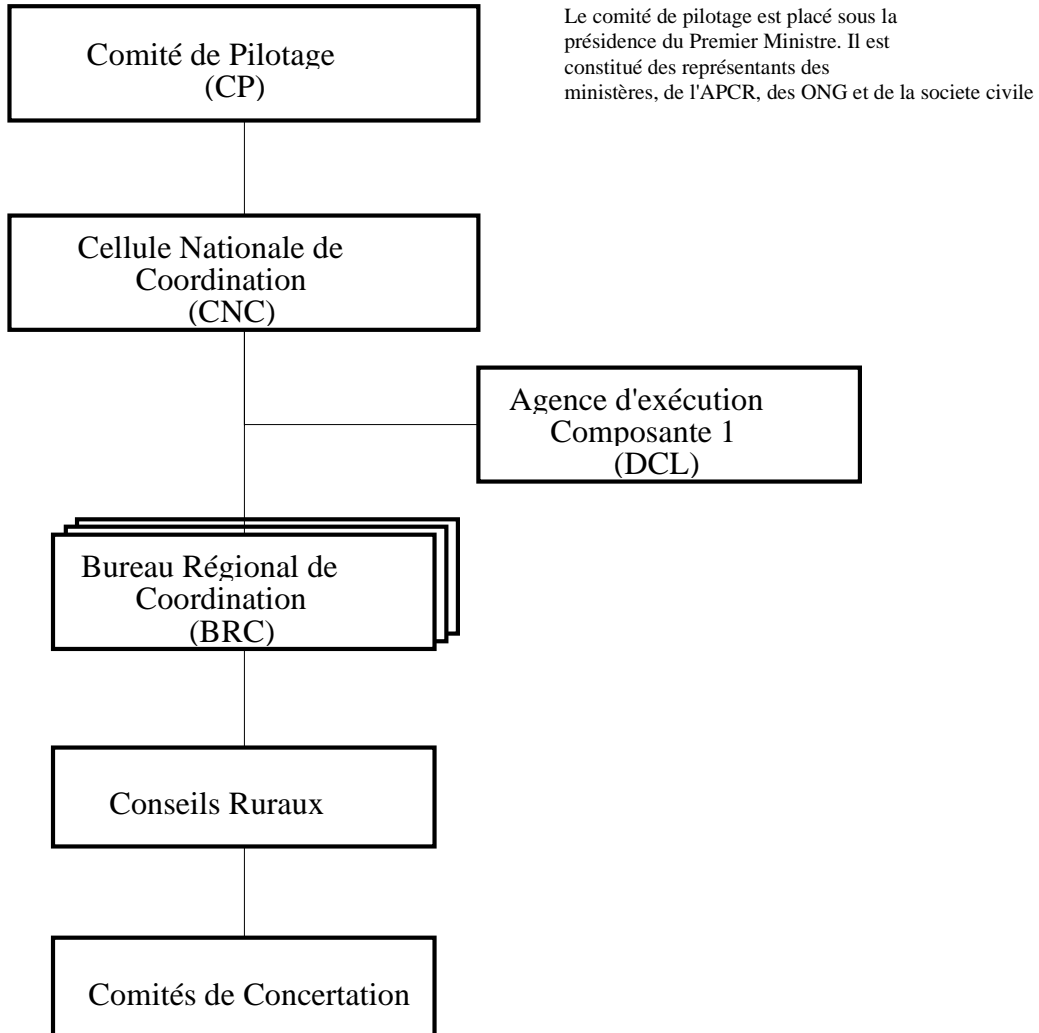 Comité de Pilotage
(CP)
Le comité de pilotage est placé sous la
présidence du Premier Ministre. Il est
constitué des représentants des
ministères, de l'APCR, des ONG et de la societe civile
Cellule Nationale de
Coordination
(CNC)
Agence d'exécution
Composante 1
(DCL)
Bureau Régional de
Coordination
(BRC)
Conseils Ruraux
Comités de Concertation